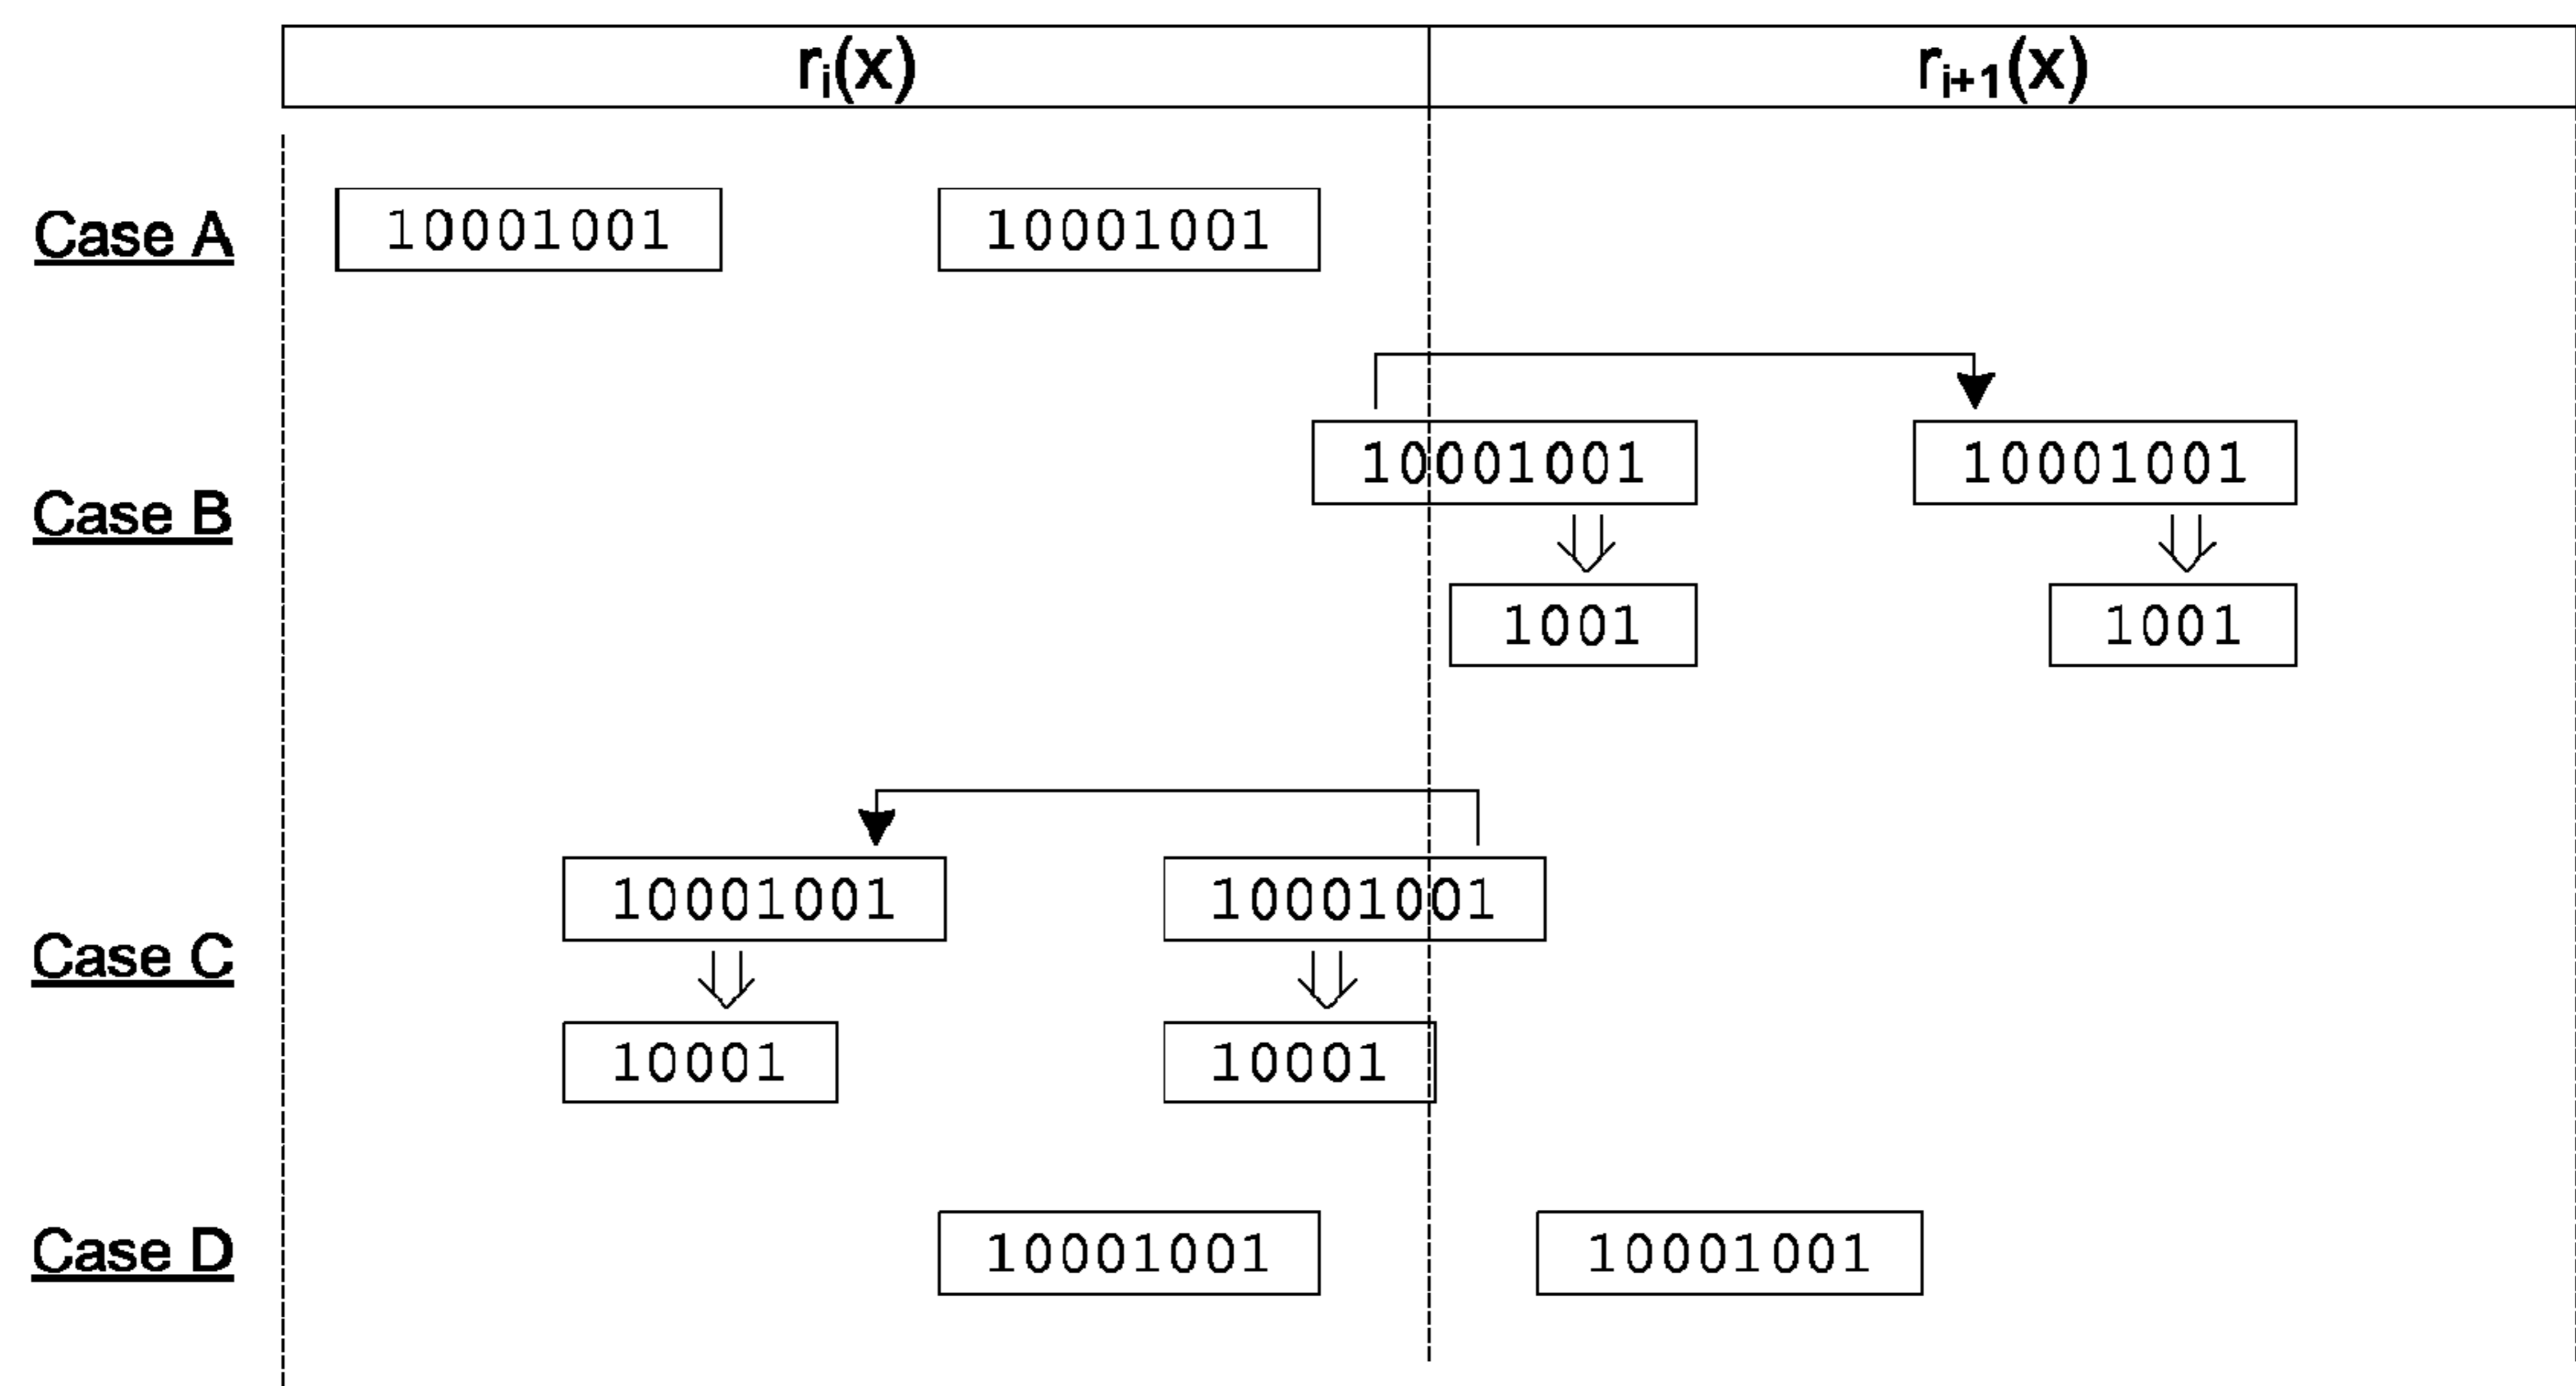 rᵢ(x) rᵢ₊₁(x)
Case A 10001001 10001001
10001001 10001001
Case B
1001 1001
10001001 10001001
Case C
10001 10001
Case D 10001001 10001001